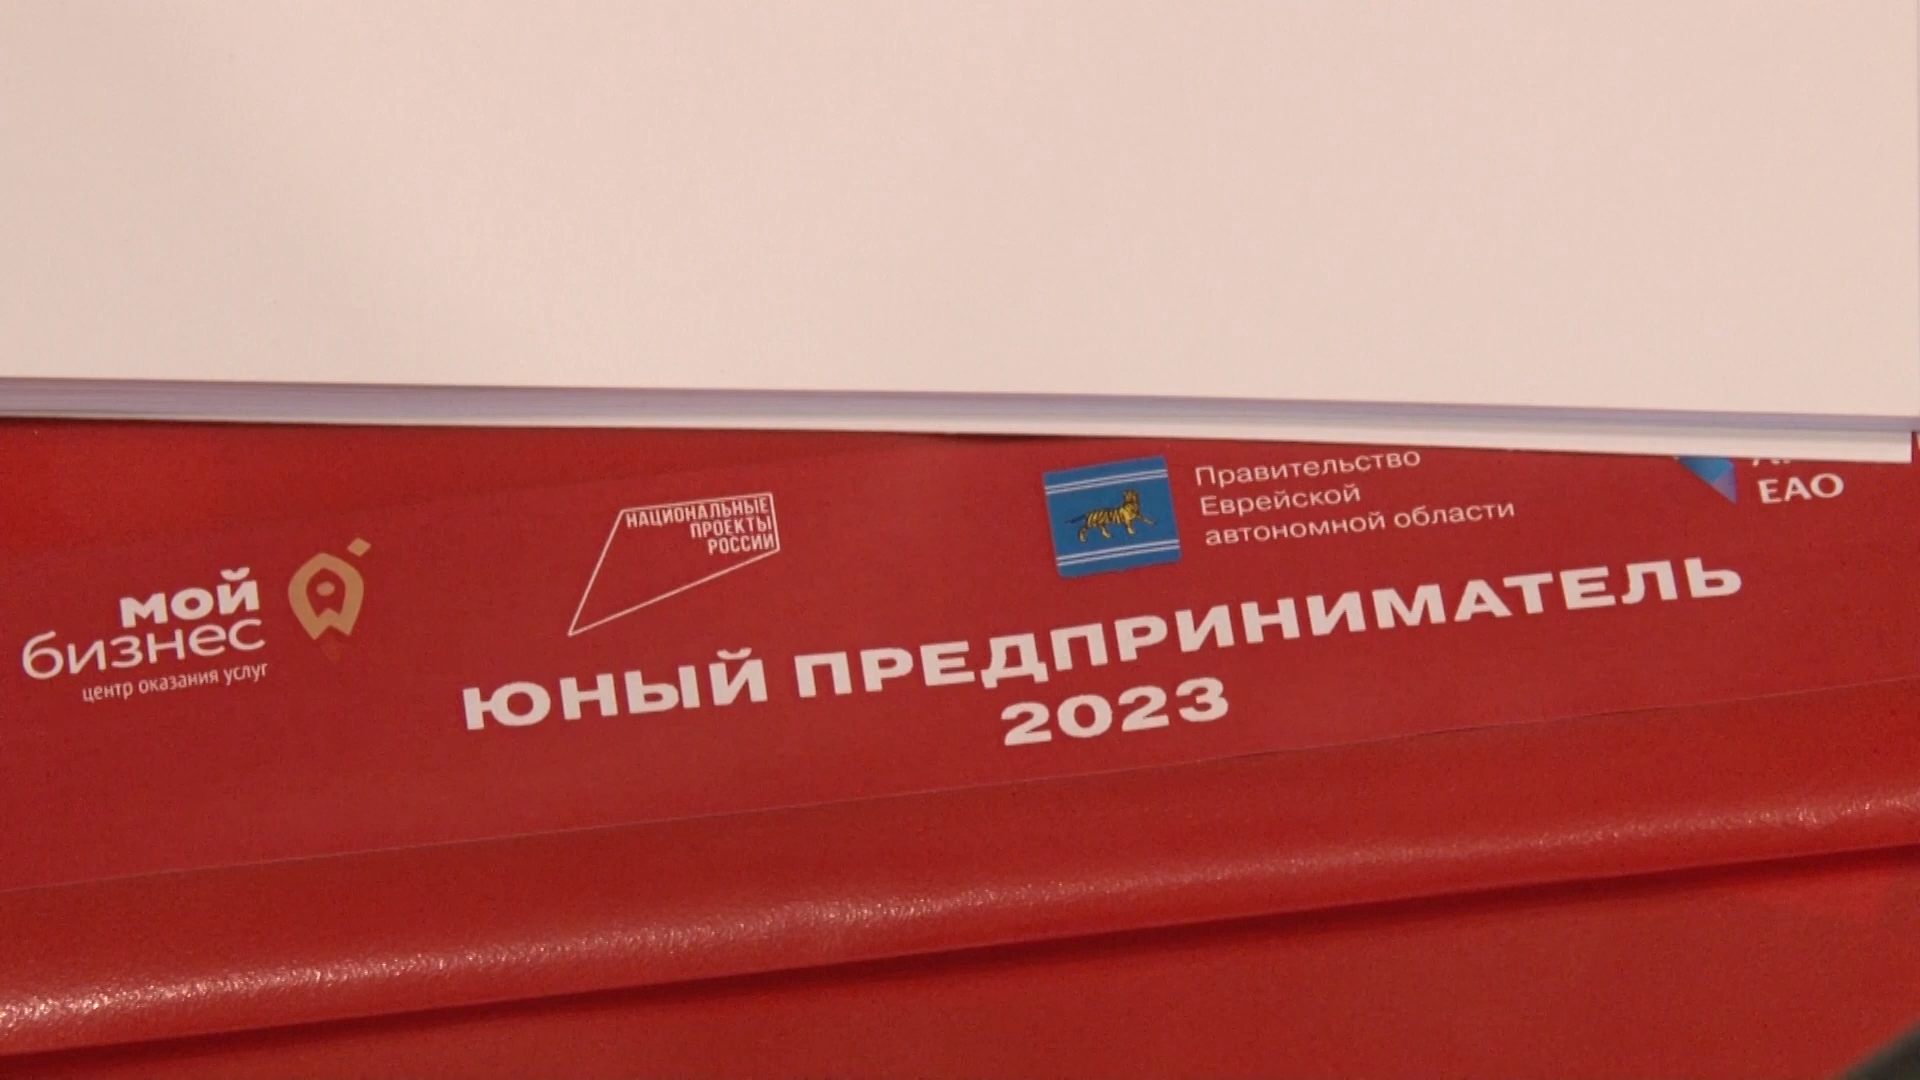 мой
бизнес
центр оказания услуг
НАЦИОНАЛЬНЫЕ
ПРОЕКТЫ
РОССИИ
Правительство
Еврейской
автономной области
ЕАО
ЮНЫЙ ПРЕДПРИНИМАТЕЛЬ
2023